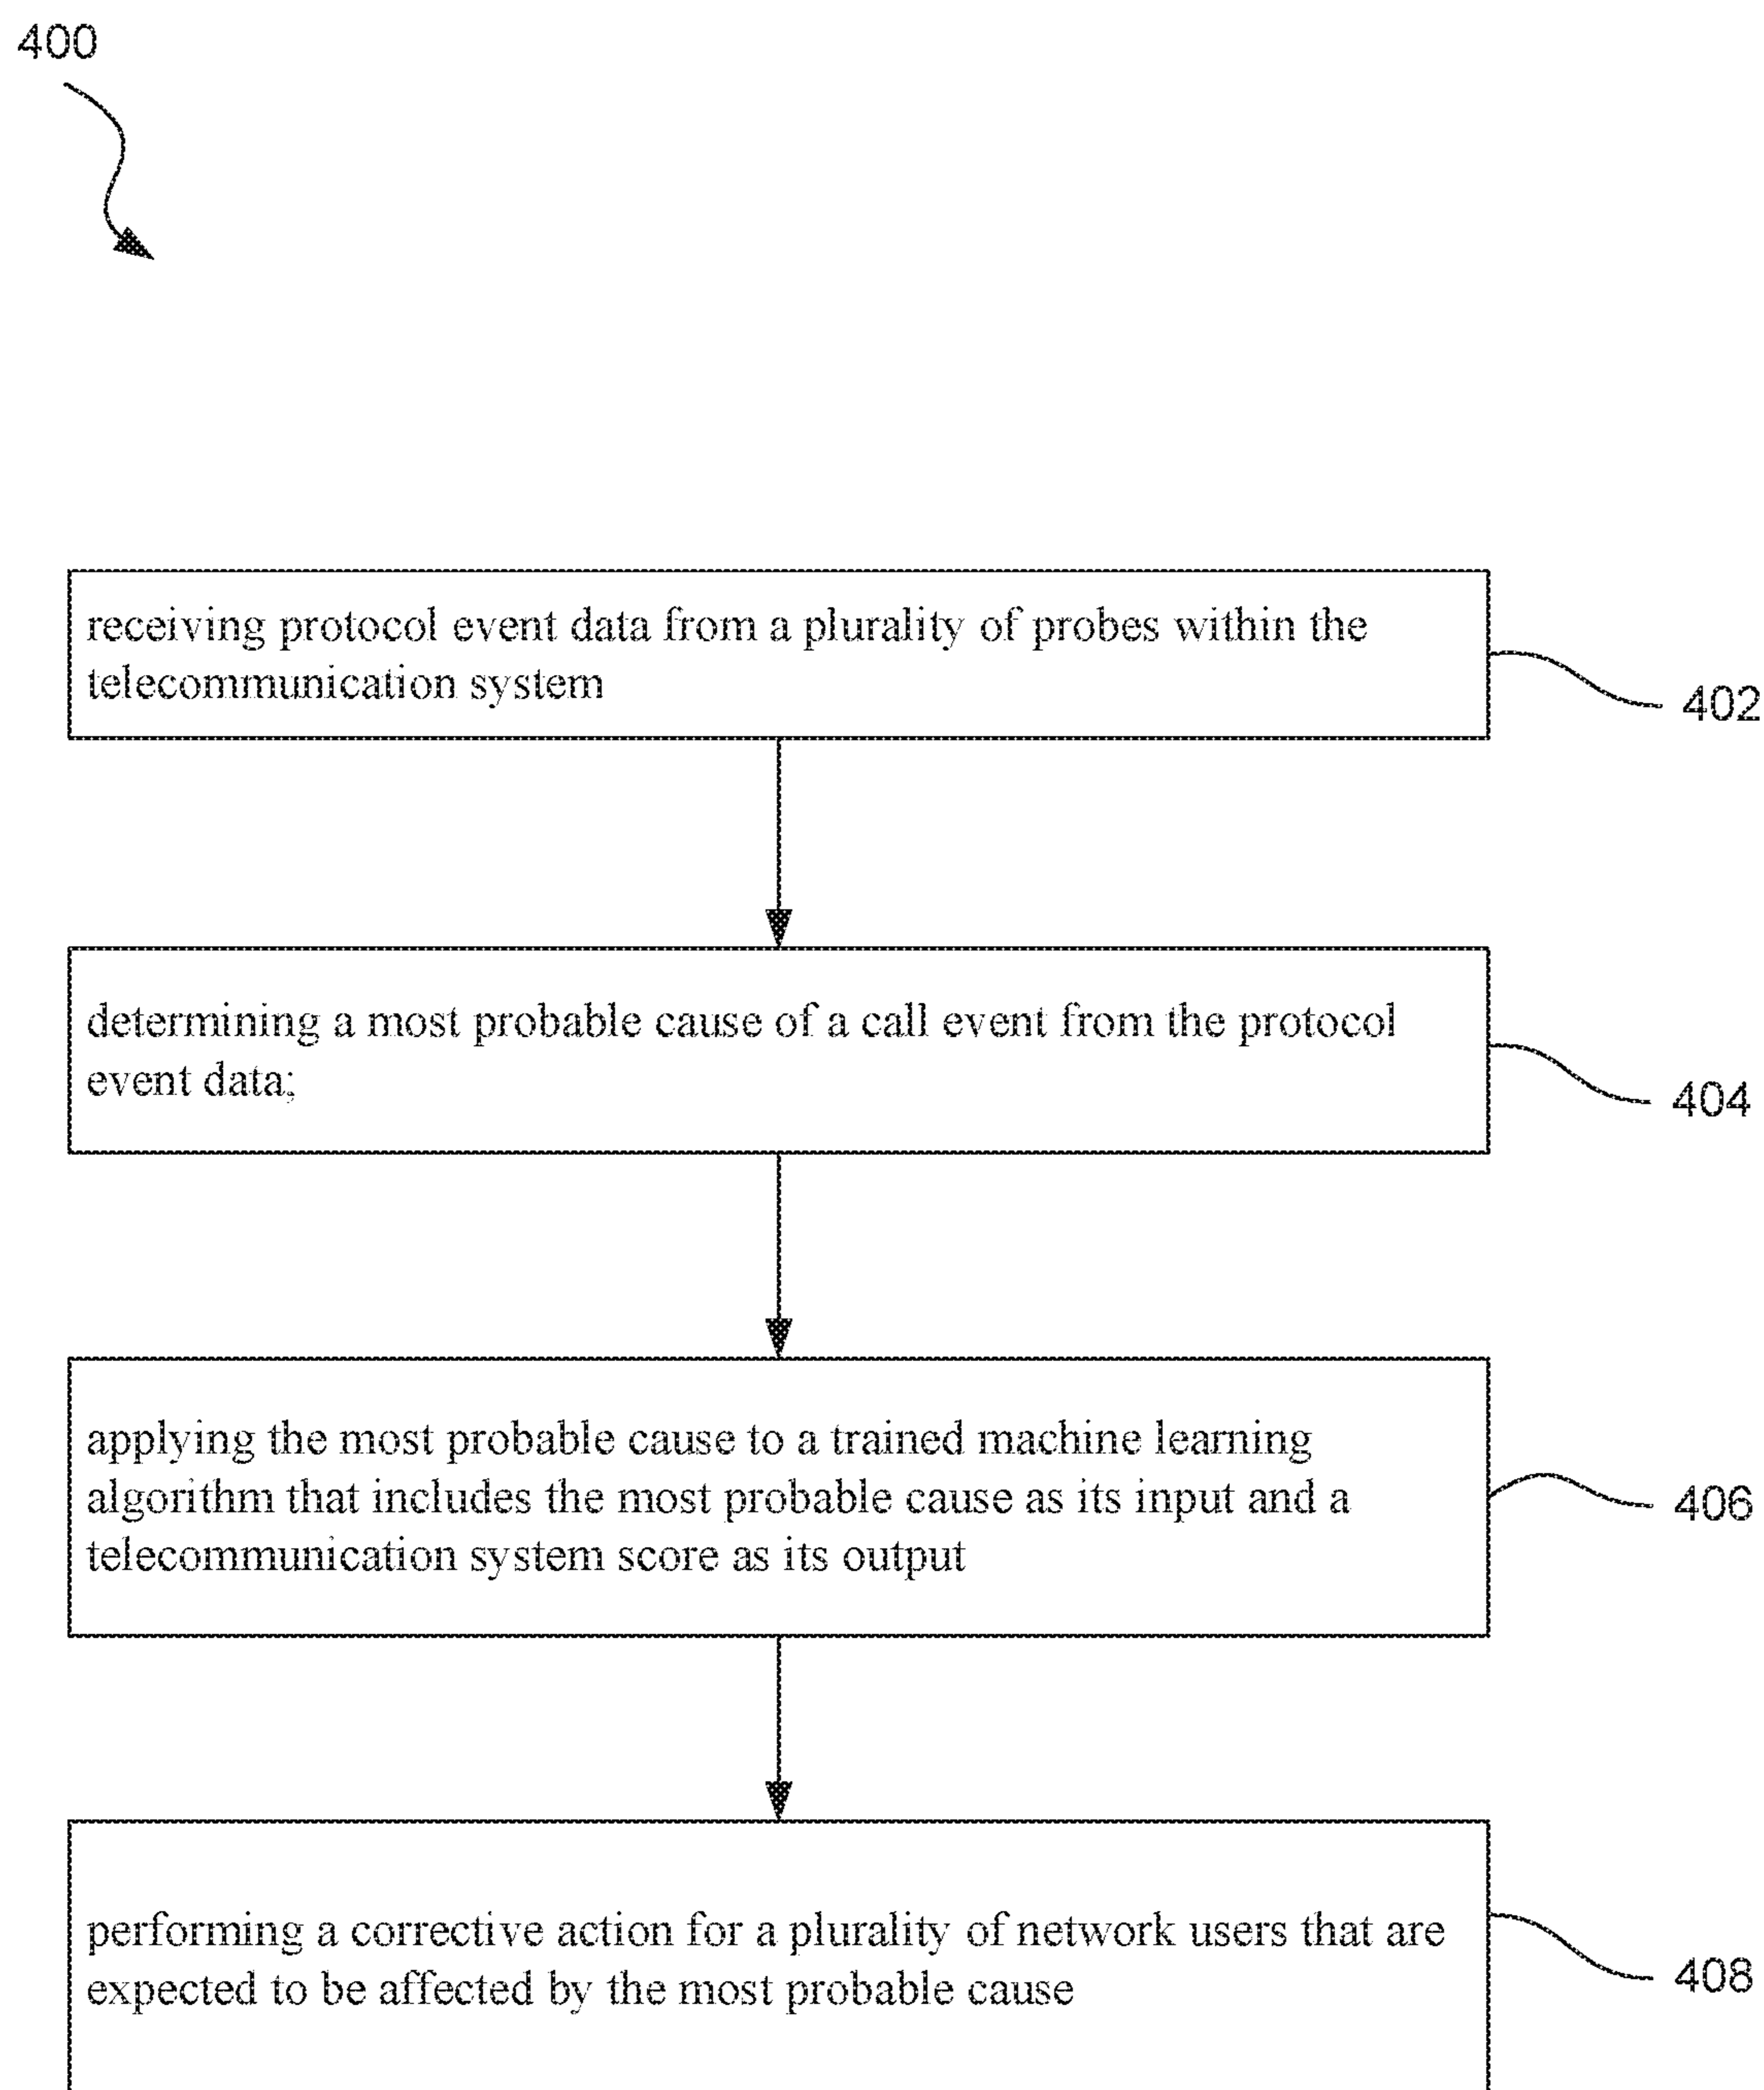 400
receiving protocol event data from a plurality of probes within the
telecommunication system
402
determining a most probable cause of a call event from the protocol
event data;
404
applying the most probable cause to a trained machine learning
algorithm that includes the most probable cause as its input and a
telecommunication system score as its output
406
performing a corrective action for a plurality of network users that are
expected to be affected by the most probable cause
408